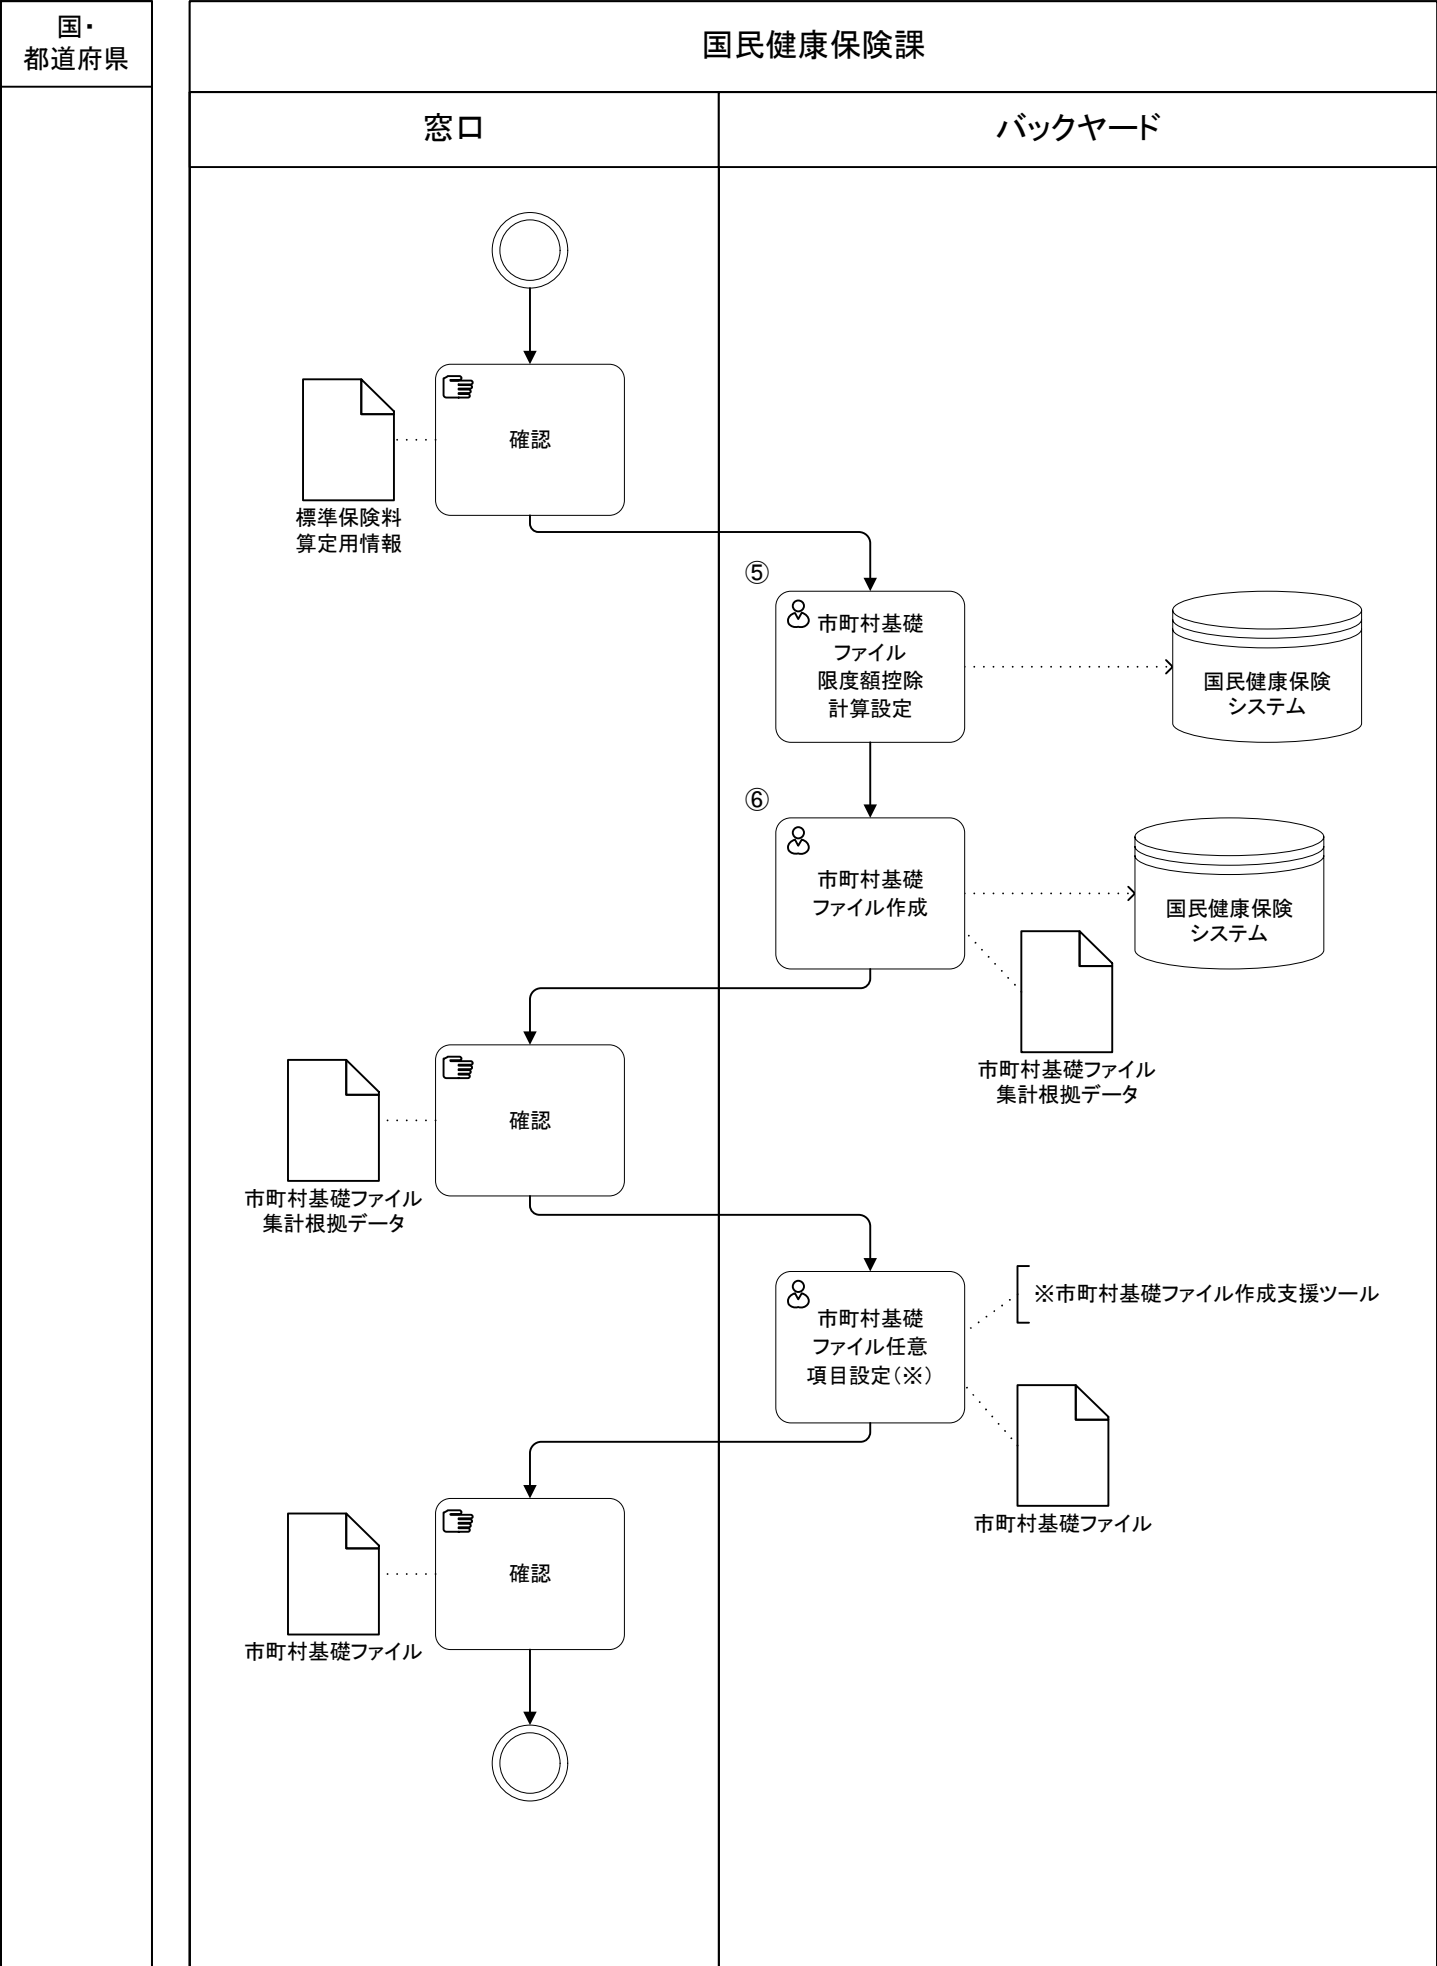 国・
都道府県
国民健康保険課
窓口
バックヤード
確認
標準保険料
算定用情報
⑤
市町村基礎
ファイル
限度額控除
計算設定
国民健康保険
システム
⑥
市町村基礎
ファイル作成
国民健康保険
システム
市町村基礎ファイル
集計根拠データ
確認
市町村基礎ファイル
集計根拠データ
市町村基礎
ファイル任意
項目設定(※)
※市町村基礎ファイル作成支援ツール
市町村基礎ファイル
確認
市町村基礎ファイル